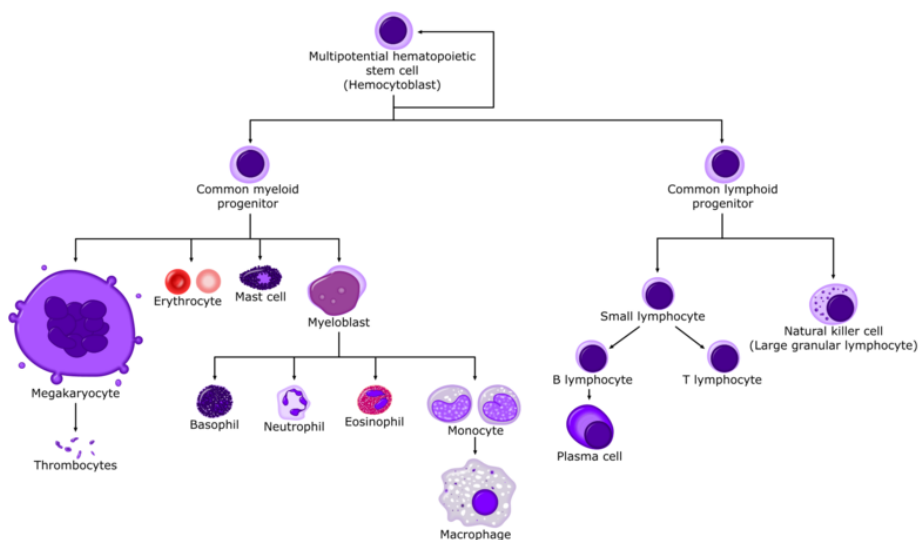 Multipotential hematopoietic
stem cell
(Hemocytoblast)
Common myeloid
progenitor
Common lymphoid
progenitor
Megakaryocyte
Erythrocyte
Mast cell
Myeloblast
Small lymphocyte
Natural killer cell
(Large granular lymphocyte)
Thrombocytes
Basophil
Neutrophil
Eosinophil
Monocyte
B lymphocyte
T lymphocyte
Plasma cell
Macrophage